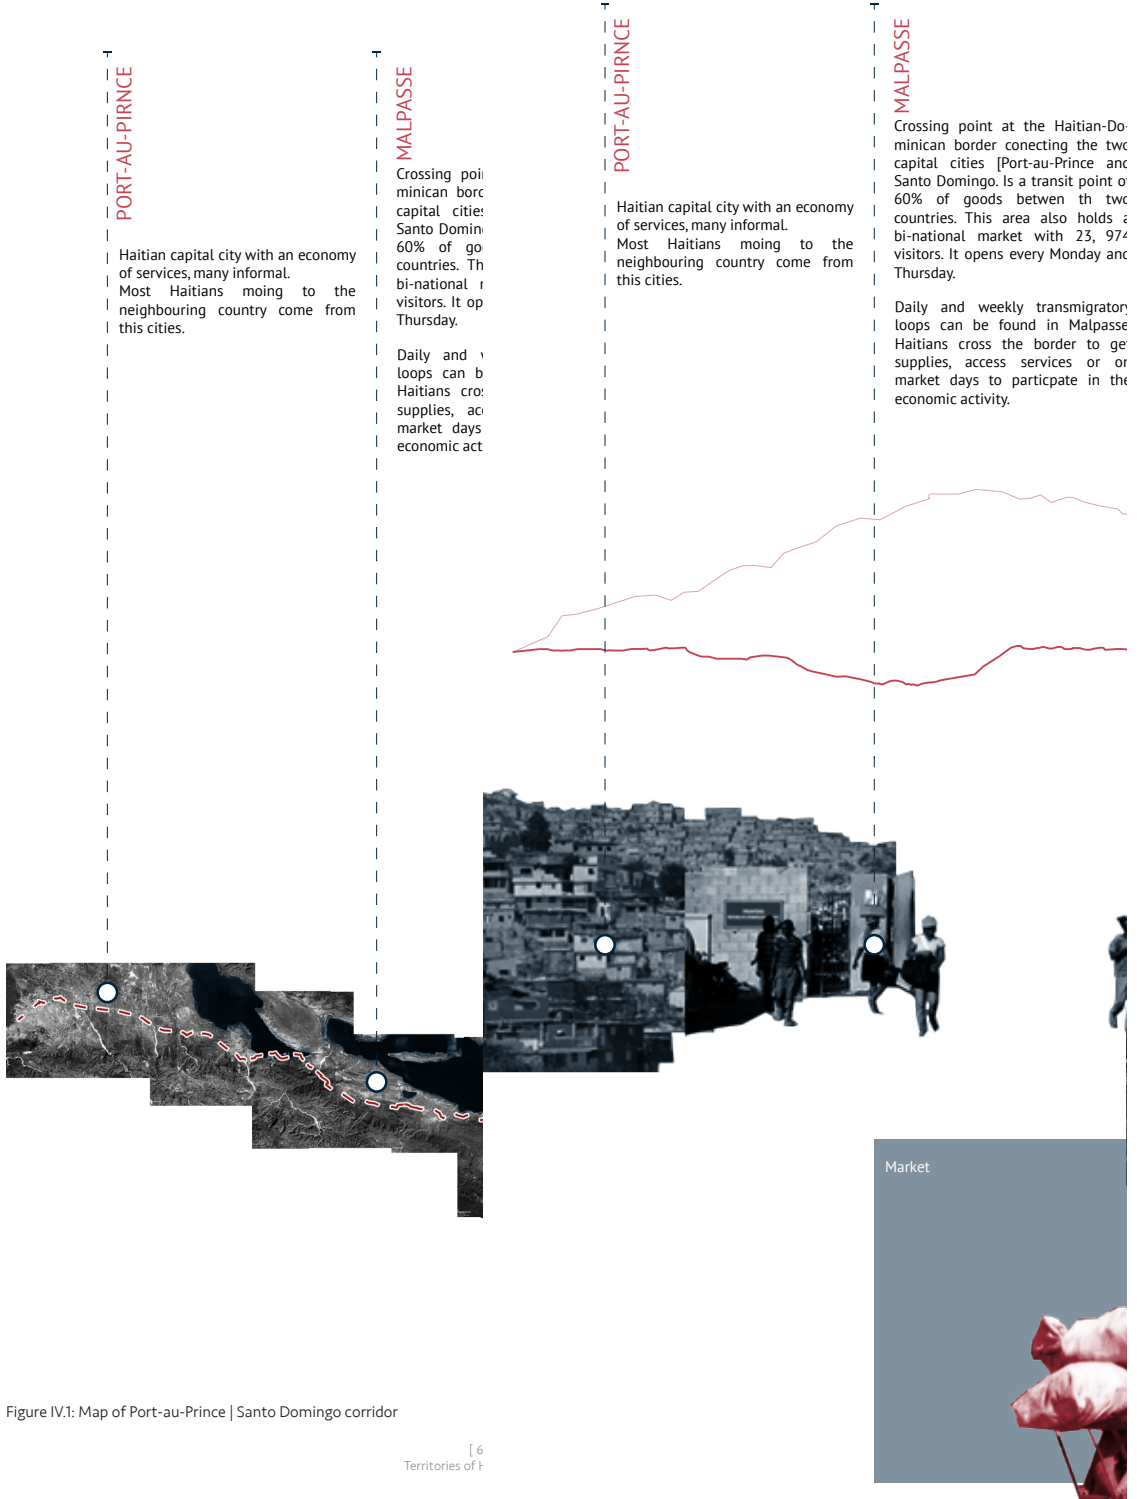 PORT-AU-PIRNCE
Haitian capital city with an economy
of services, many informal.
Most Haitians moing to the
neighbouring country come from
this cities.
MALPASSE
Crossing poi
minican bord
capital cities
Santo Doming
60% of go
countries. Th
bi-national
visitors. It op
Thursday.
Daily and
loops can b
Haitians cros
supplies, acc
market days
economic act
PORT-AU-PIRNCE
Haitian capital city with an economy
of services, many informal.
Most Haitians moing to the
neighbouring country come from
this cities.
MALPASSE
Crossing point at the Haitian-Do-
minican border conecting the two
capital cities [Port-au-Prince and
Santo Domingo. Is a transit point of
60% of goods betwen th two
countries. This area also holds a
bi-national market with 23, 974
visitors. It opens every Monday and
Thursday.
Daily and weekly transmigratory
loops can be found in Malpasse
Haitians cross the border to get
supplies, access services or on
market days to particpate in the
economic activity.
Market
Figure IV.1: Map of Port-au-Prince | Santo Domingo corridor
[ 6
Territories of H